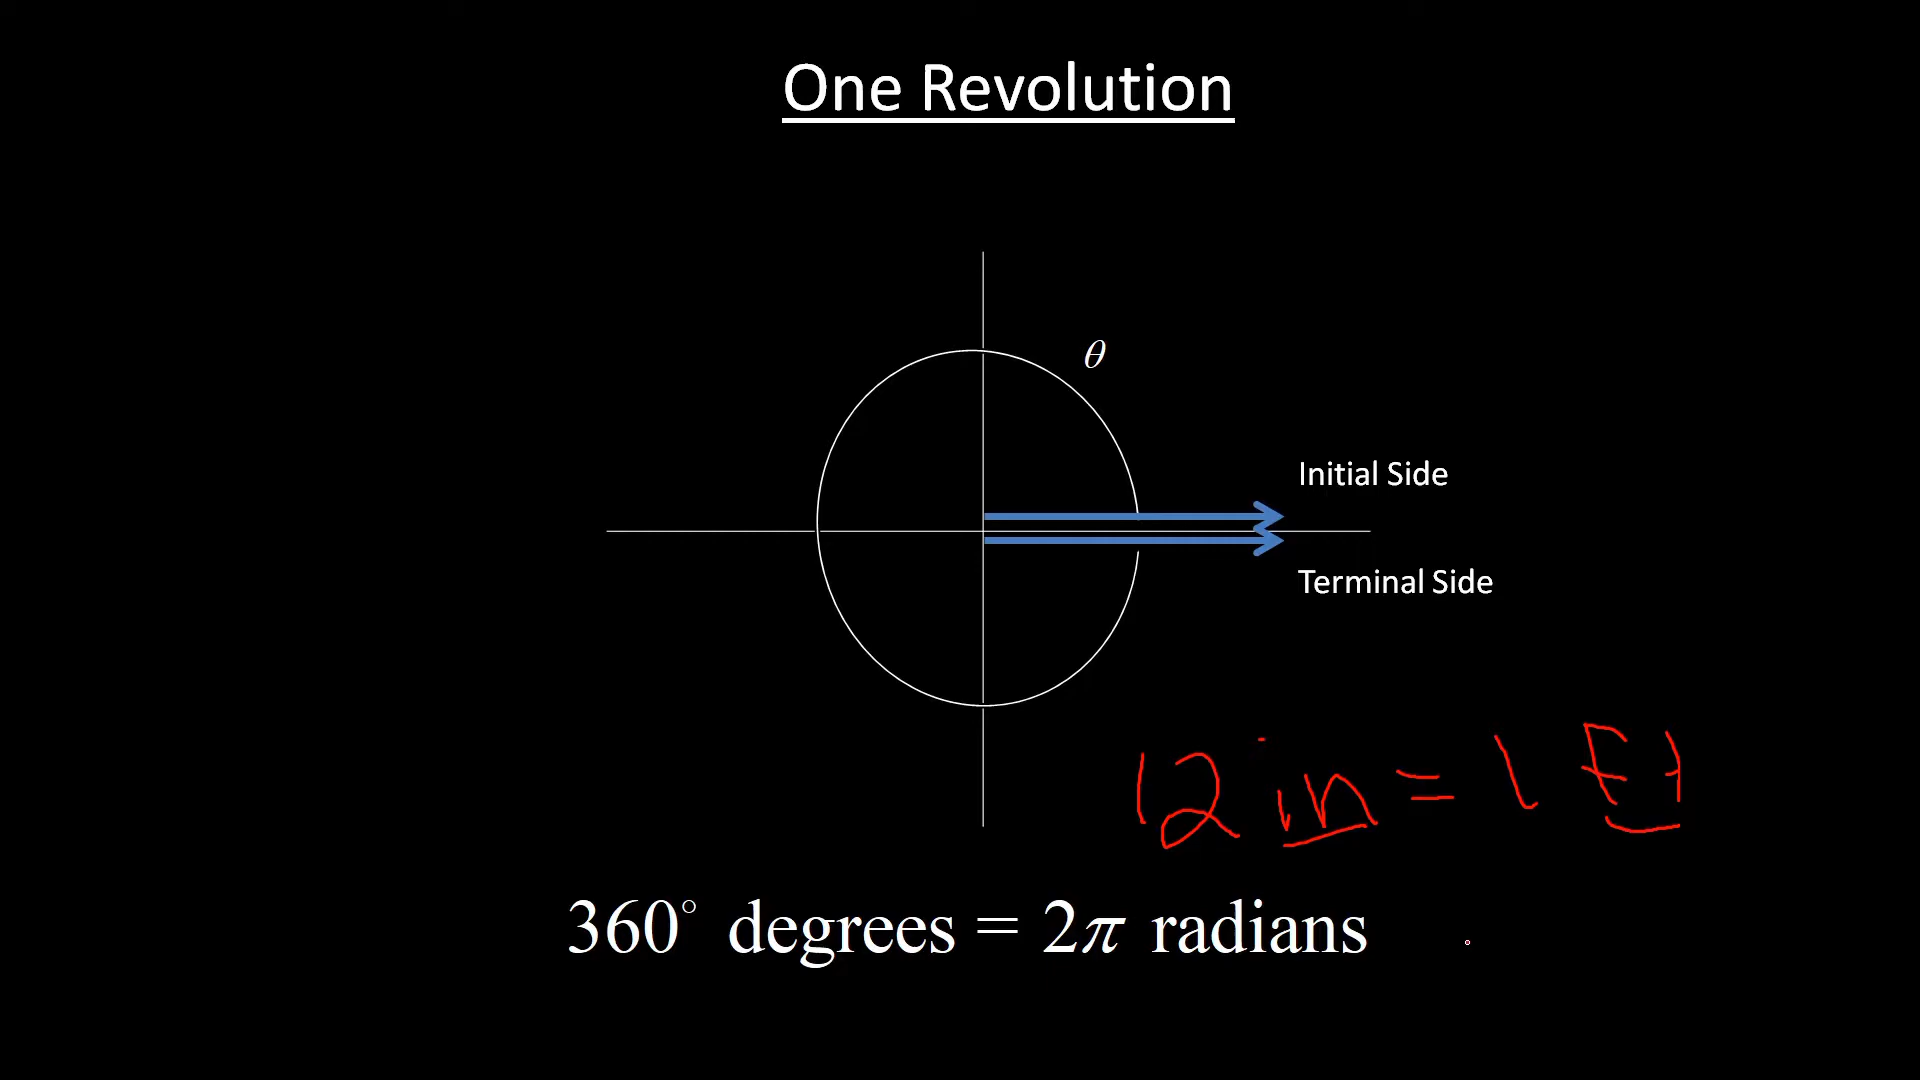 One Revolution
θ
Initial Side
Terminal Side
12 in = 1 ft
360° degrees = 2π radians